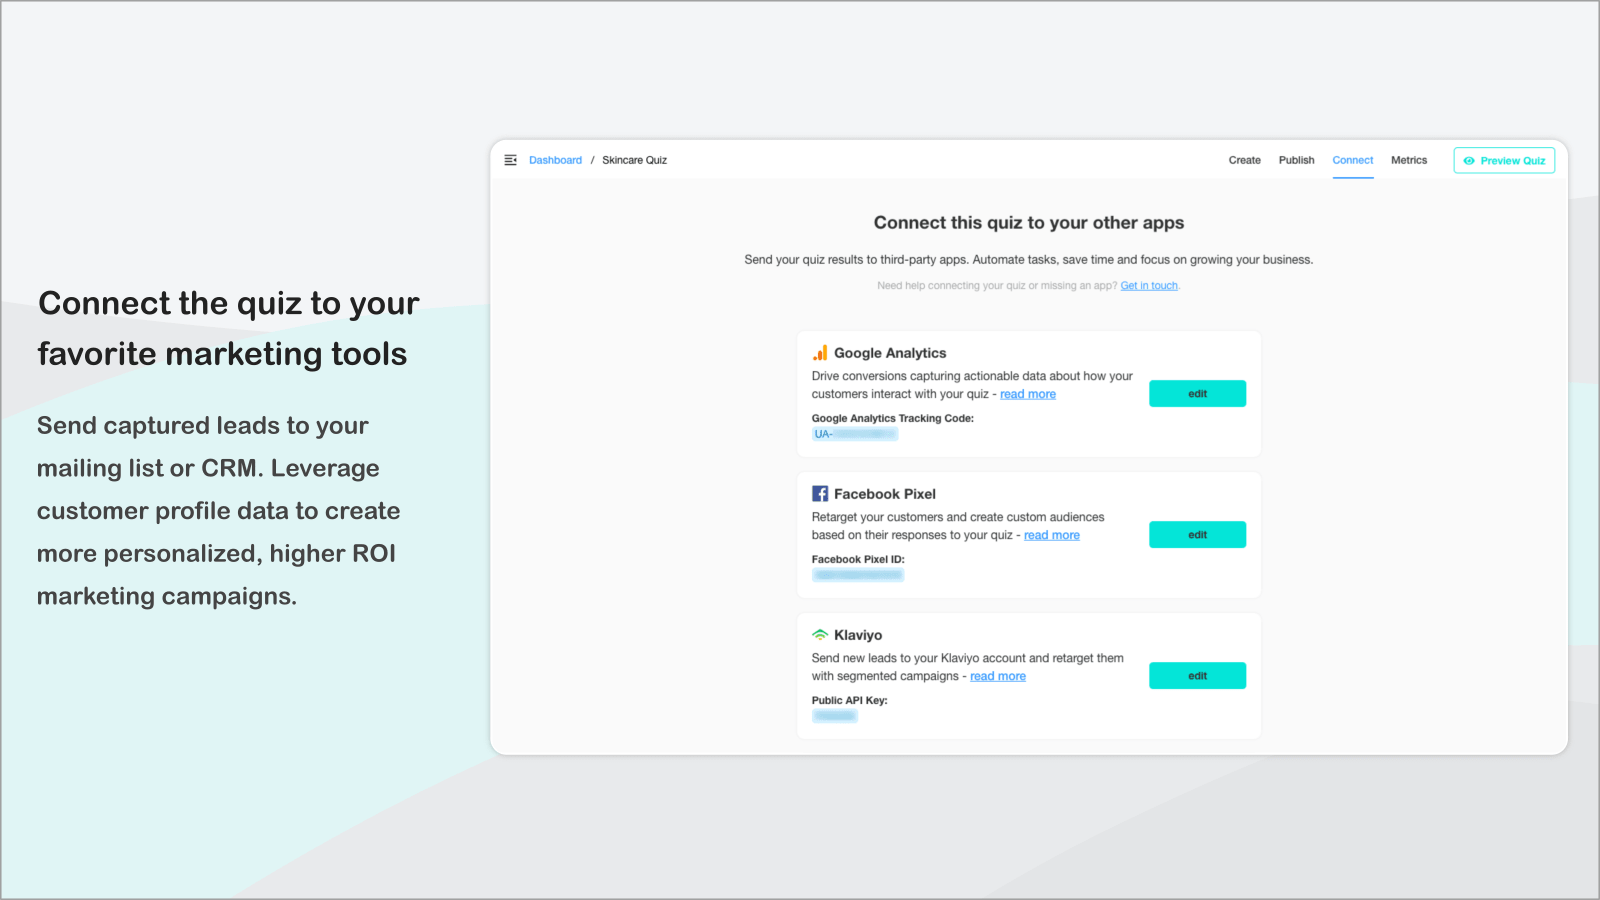 Connect the quiz to your
favorite marketing tools
Send captured leads to your
mailing list or CRM. Leverage
customer profile data to create
more personalized, higher ROI
marketing campaigns.
Dashboard / Skincare Quiz
Create Publish Connect Metrics Preview Quiz
Connect this quiz to your other apps
Send your quiz results to third-party apps. Automate tasks, save time and focus on growing your business.
Need help connecting your quiz or missing an app? Get in touch.
Google Analytics
Drive conversions capturing actionable data about how your
customers interact with your quiz - read more
edit
Google Analytics Tracking Code:
UA-
Facebook Pixel
Retarget your customers and create custom audiences
based on their responses to your quiz - read more
edit
Facebook Pixel ID:
Klaviyo
Send new leads to your Klaviyo account and retarget them
with segmented campaigns - read more
edit
Public API Key: